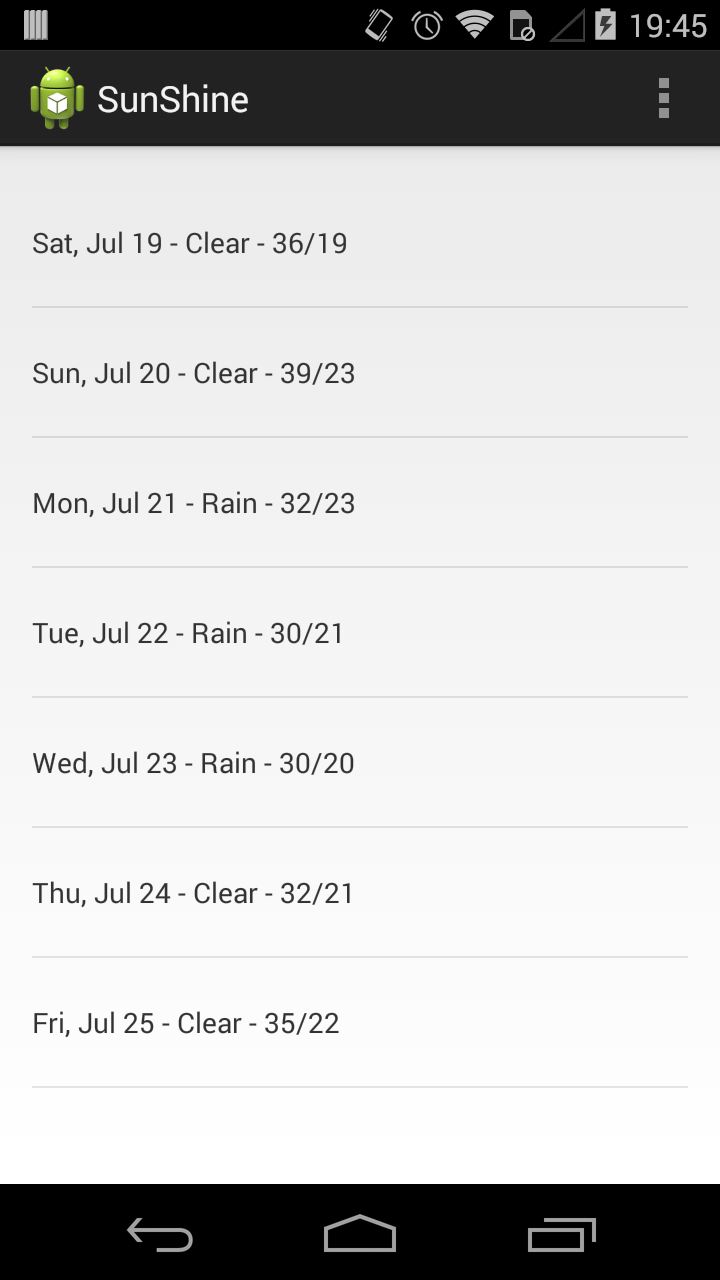 19:45
SunShine
Sat, Jul 19 - Clear - 36/19
Sun, Jul 20 - Clear - 39/23
Mon, Jul 21 - Rain - 32/23
Tue, Jul 22 - Rain - 30/21
Wed, Jul 23 - Rain - 30/20
Thu, Jul 24 - Clear - 32/21
Fri, Jul 25 - Clear - 35/22